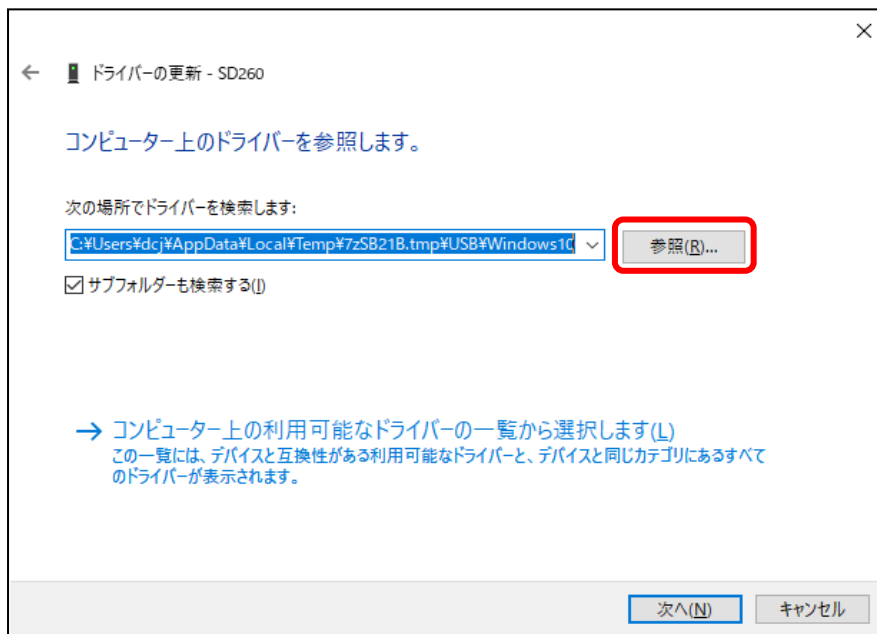 ドライバーの更新 - SD260
コンピューター上のドライバーを参照します。
次の場所でドライバーを検索します:
C:¥Users¥dcj¥AppData¥Local¥Temp¥7zSB21B.tmp¥USB¥Windows10
参照(R)...
サブフォルダーも検索する(I)
コンピューター上の利用可能なドライバーの一覧から選択します(L)
この一覧には、デバイスと互換性がある利用可能なドライバーと、デバイスと同じカテゴリにあるすべて
のドライバーが表示されます。
次へ(N)
キャンセル